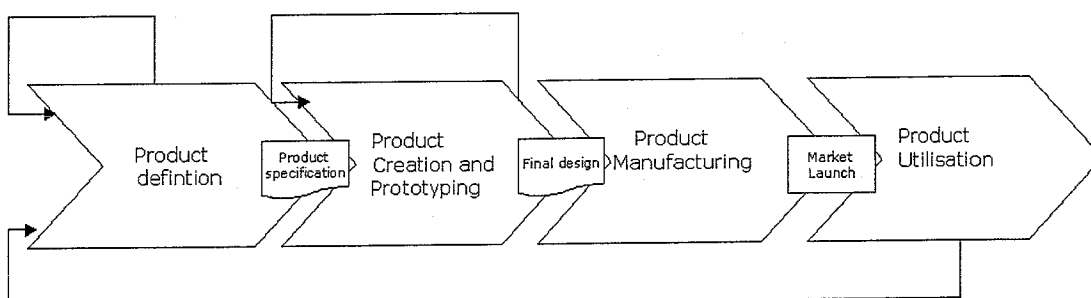 Product
defintion
Product
specification
Product
Creation and
Prototyping
Final design
Product
Manufacturing
Market
Launch
Product
Utilisation